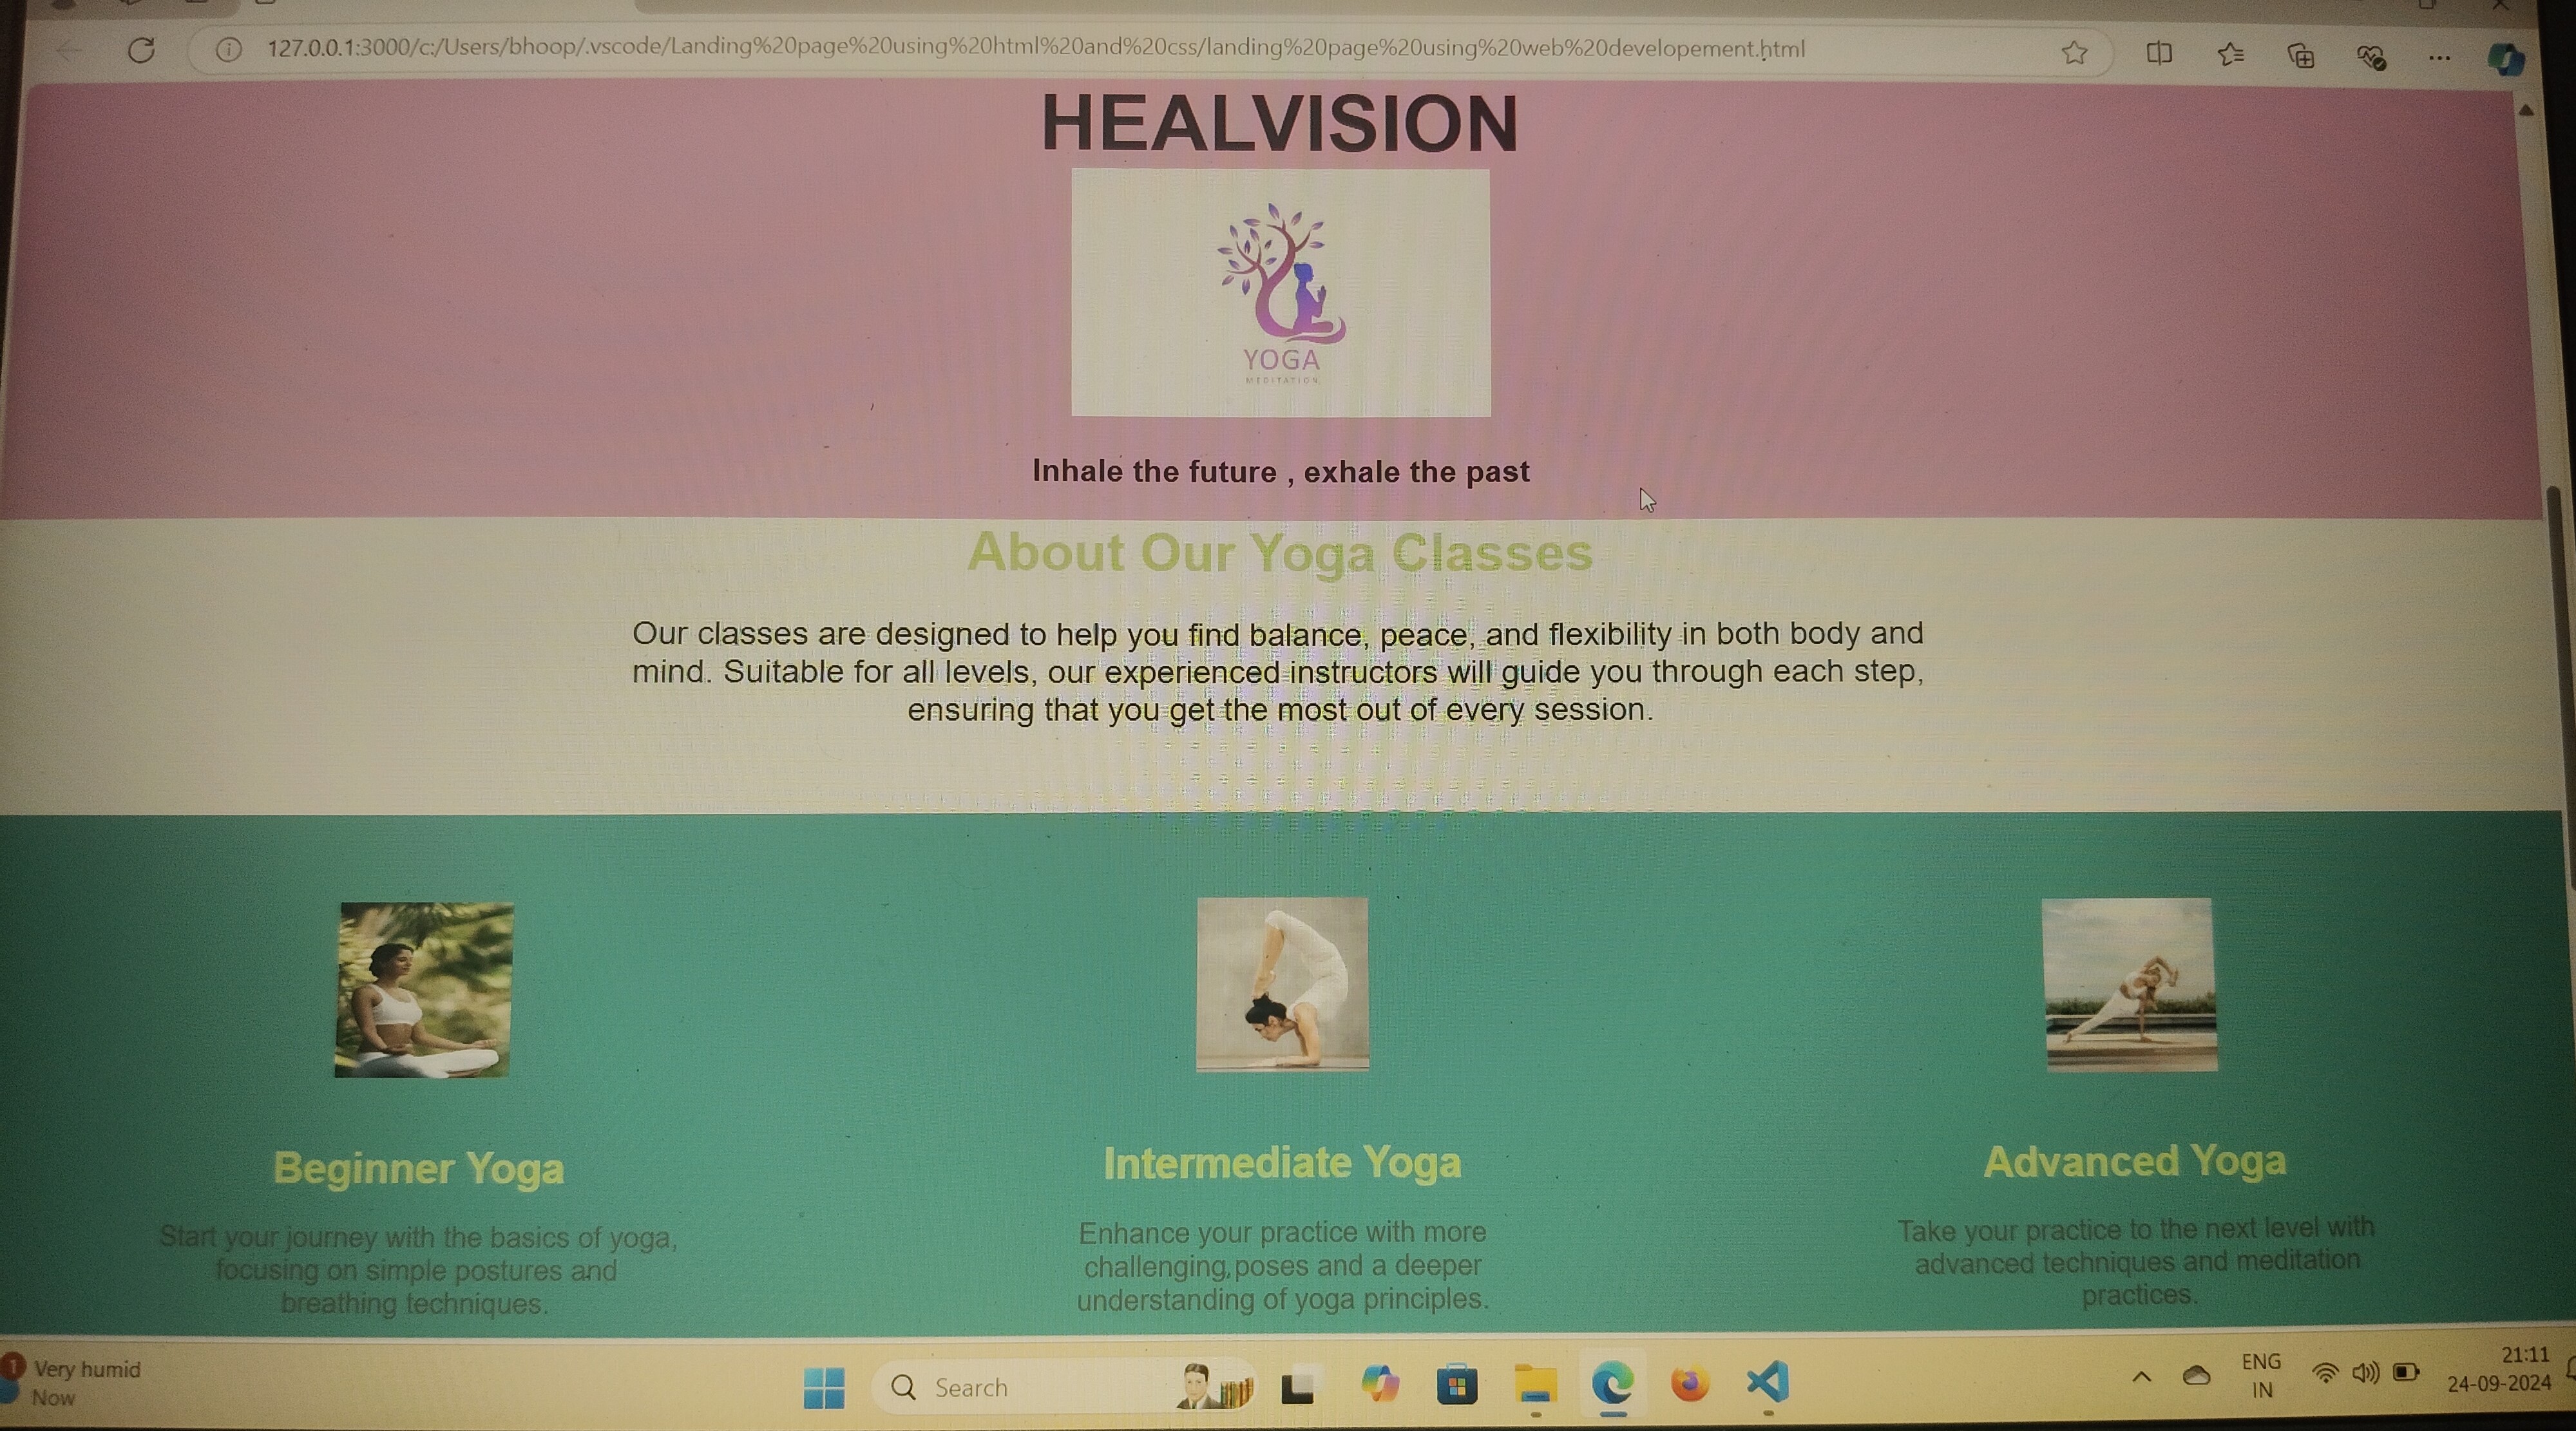 127.0.0.1:3000/c:/Users/bhoop/.vscode/Landing%20page%20using%20html%20and%20css/landing%20page%20using%20web%20developement.html
HEALVISION
YOGA
MEDITATION
Inhale the future , exhale the past
About Our Yoga Classes
Our classes are designed to help you find balance, peace, and flexibility in both body and
mind. Suitable for all levels, our experienced instructors will guide you through each step,
ensuring that you get the most out of every session.
Beginner Yoga
Start your journey with the basics of yoga,
focusing on simple postures and
breathing techniques.
Intermediate Yoga
Enhance your practice with more
challenging poses and a deeper
understanding of yoga principles.
Advanced Yoga
Take your practice to the next level with
advanced techniques and meditation
practices.
1
Very humid
Now
Search
ENG
IN
21:11
24-09-2024